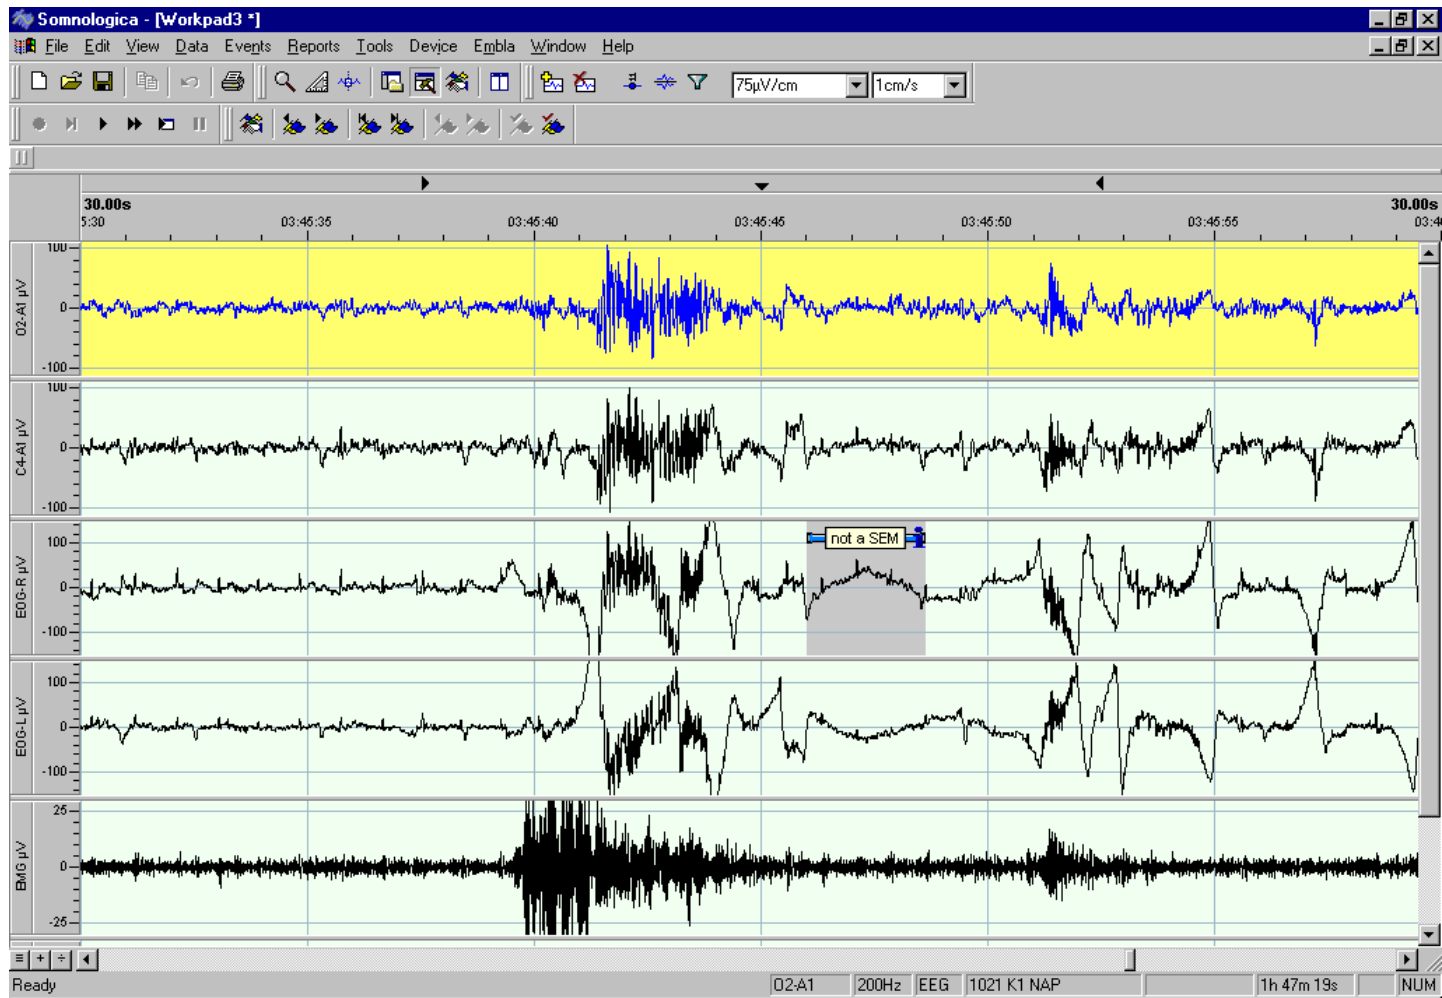 Somnologica - [Workpad3 *]
File Edit View Data Events Reports Tools Device Embla Window Help
75µV/cm 1cm/s
30.00s 30.00s
5:30 03:45:35 03:45:40 03:45:45 03:45:50 03:45:55 03:4
100
O2-A1 µV
0
-100
100
C4-A1 µV
0
-100
100
EOG-R µV
0
-100
not a SEM
100
EOG-L µV
0
-100
25
EMG µV
0
-25
Ready O2-A1 200Hz EEG 1021 K1 NAP 1h 47m 19s NUM